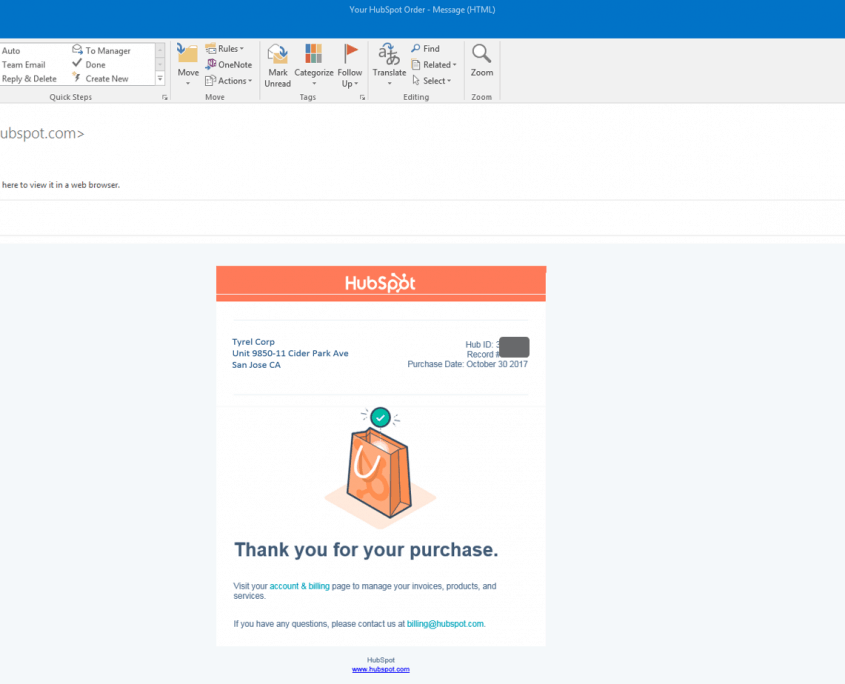 Your HubSpot Order - Message (HTML)
Auto
To Manager
Team Email
Done
Reply & Delete
Create New
Quick Steps
Move
Rules
OneNote
Actions
Move
Mark Unread
Categorize
Follow Up
Tags
Translate
Find
Related
Select
Editing
Zoom
Zoom
ubspot.com>
here to view it in a web browser.
HubSpot
Tyrel Corp
Unit 9850-11 Cider Park Ave
San Jose CA
Hub ID: 3
Record #
Purchase Date: October 30 2017
Thank you for your purchase.
Visit your account & billing page to manage your invoices, products, and
services.
If you have any questions, please contact us at billing@hubspot.com.
HubSpot
www.hubspot.com